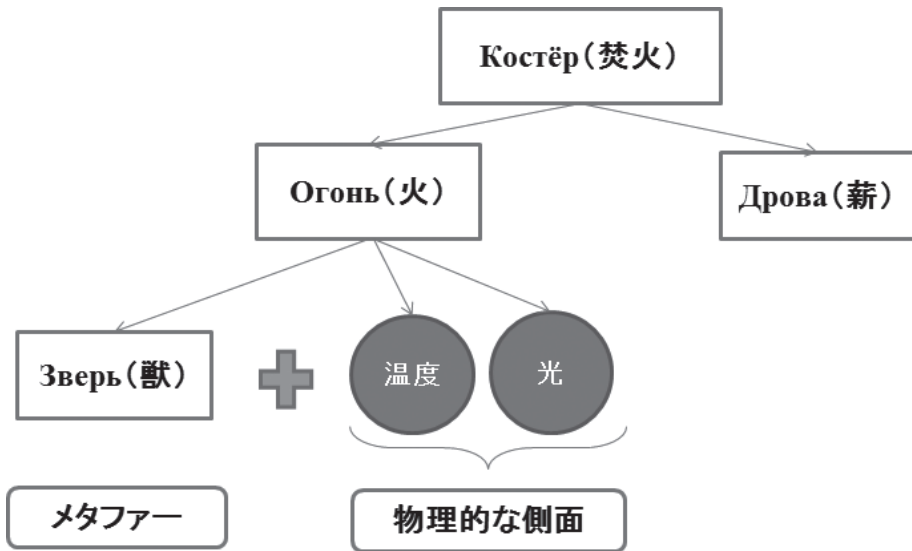 Костёр(焚火)
Огонь(火)
Дрова(薪)
Зверь(獣)
温度
光
メタファー
物理的な側面